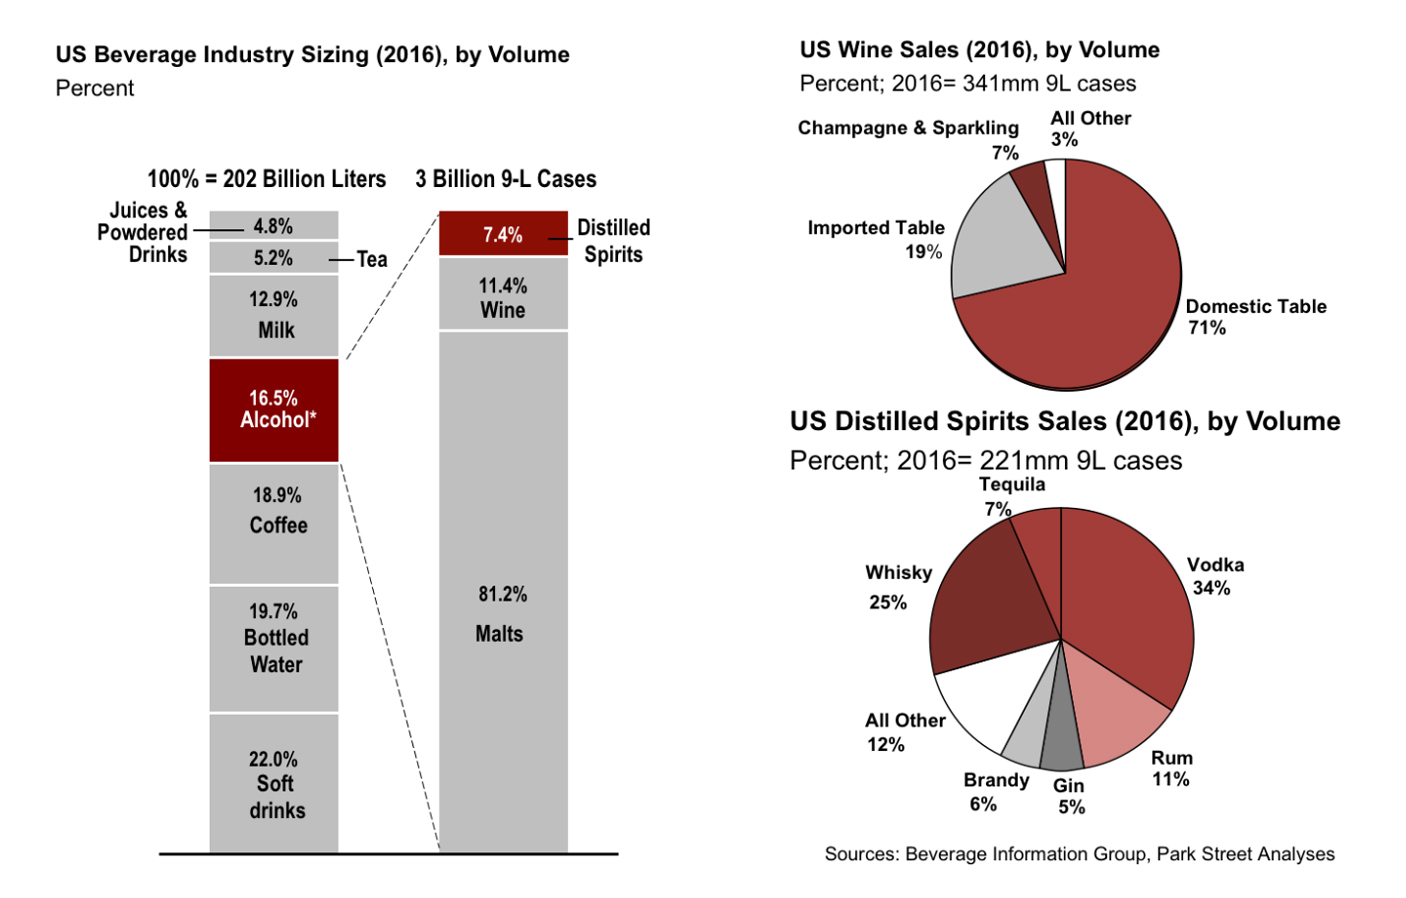 US Beverage Industry Sizing (2016), by Volume
Percent
100% = 202 Billion Liters
3 Billion 9-L Cases
Juices &
Powdered
Drinks
4.8%
5.2%
Tea
12.9%
Milk
16.5%
Alcohol*
18.9%
Coffee
19.7%
Bottled
Water
22.0%
Soft
drinks
7.4%
Distilled
Spirits
11.4%
Wine
81.2%
Malts
US Wine Sales (2016), by Volume
Percent; 2016= 341mm 9L cases
Champagne & Sparkling
7%
All Other
3%
Imported Table
19%
Domestic Table
71%
US Distilled Spirits Sales (2016), by Volume
Percent; 2016= 221mm 9L cases
Tequila
7%
Whisky
25%
Vodka
34%
All Other
12%
Brandy
6%
Gin
5%
Rum
11%
Sources: Beverage Information Group, Park Street Analyses